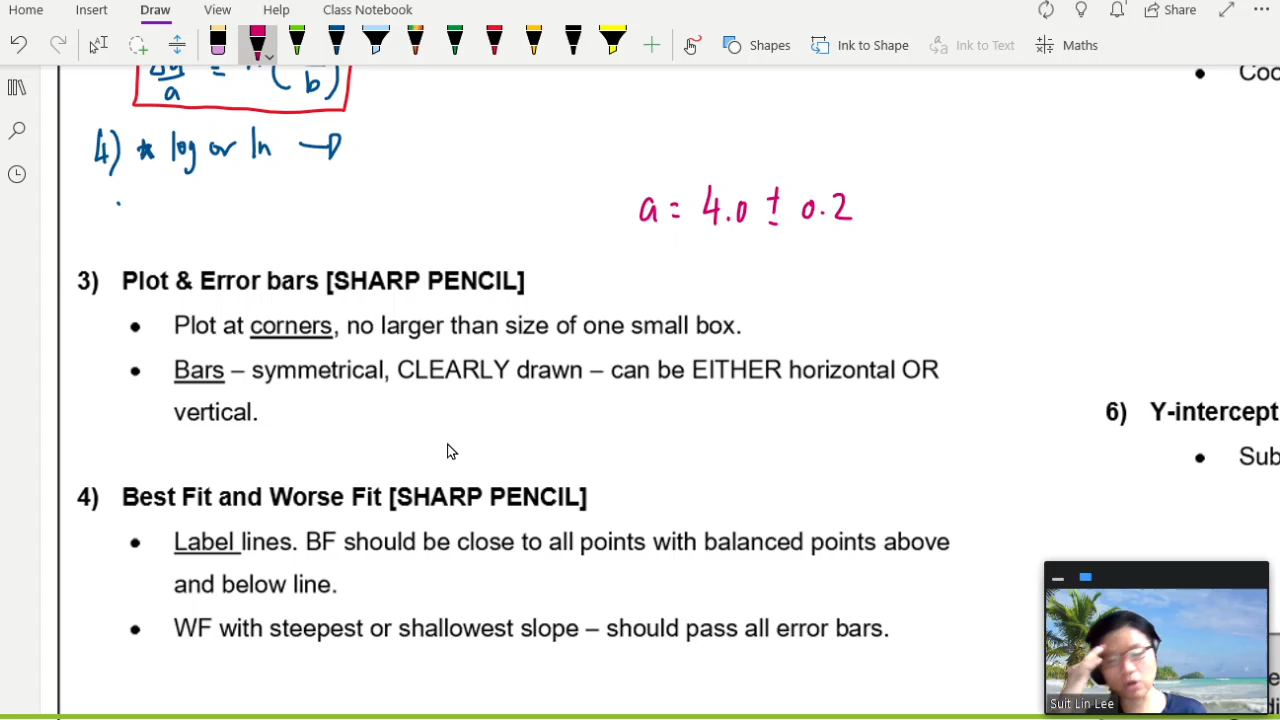 Home Insert Draw View Help Class Notebook Share
Shapes Ink to Shape Ink to Text Maths
a b
Coo
4) * log or ln →
a = 4.0 ± 0.2
3) Plot & Error bars [SHARP PENCIL]
• Plot at corners, no larger than size of one small box.
• Bars – symmetrical, CLEARLY drawn – can be EITHER horizontal OR
vertical.
6) Y-intercept
• Sub
4) Best Fit and Worse Fit [SHARP PENCIL]
• Label lines. BF should be close to all points with balanced points above
and below line.
• WF with steepest or shallowest slope – should pass all error bars.
Suit Lin Lee